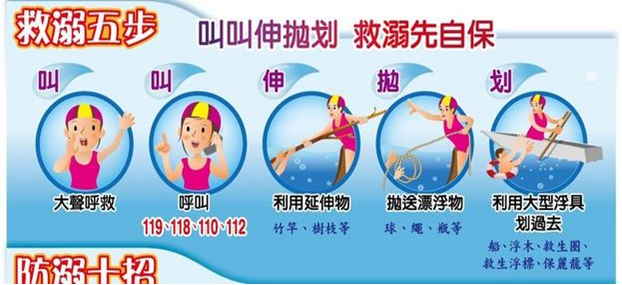 救溺五步
叫叫伸拋划 救溺先自保
叫
叫
伸
拋
划
大聲呼救
呼叫
119、118、110、112
利用延伸物
竹竿、樹枝等
拋送漂浮物
球、繩、瓶等
利用大型浮具
划過去
船、浮木、救生圈、
救生浮標、保麗龍等
防溺十招